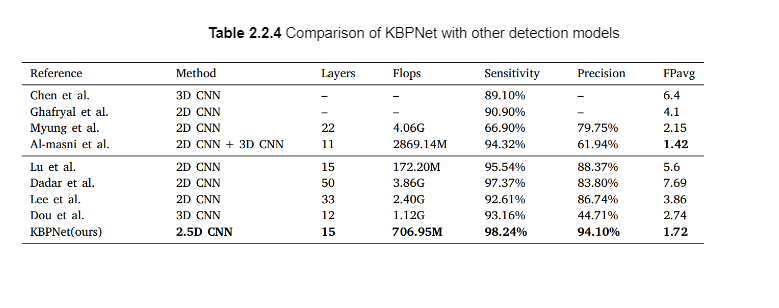 Table 2.2.4 Comparison of KBPNet with other detection models
Reference Method Layers Flops Sensitivity Precision FPavg
Chen et al. 3D CNN – – 89.10% – 6.4
Ghafryal et al. 2D CNN – – 90.90% – 4.1
Myung et al. 2D CNN 22 4.06G 66.90% 79.75% 2.15
Al-masni et al. 2D CNN + 3D CNN 11 2869.14M 94.32% 61.94% 1.42
Lu et al. 2D CNN 15 172.20M 95.54% 88.37% 5.6
Dadar et al. 2D CNN 50 3.86G 97.37% 83.80% 7.69
Lee et al. 2D CNN 33 2.40G 92.61% 86.74% 3.86
Dou et al. 3D CNN 12 1.12G 93.16% 44.71% 2.74
KBPNet(ours) 2.5D CNN 15 706.95M 98.24% 94.10% 1.72